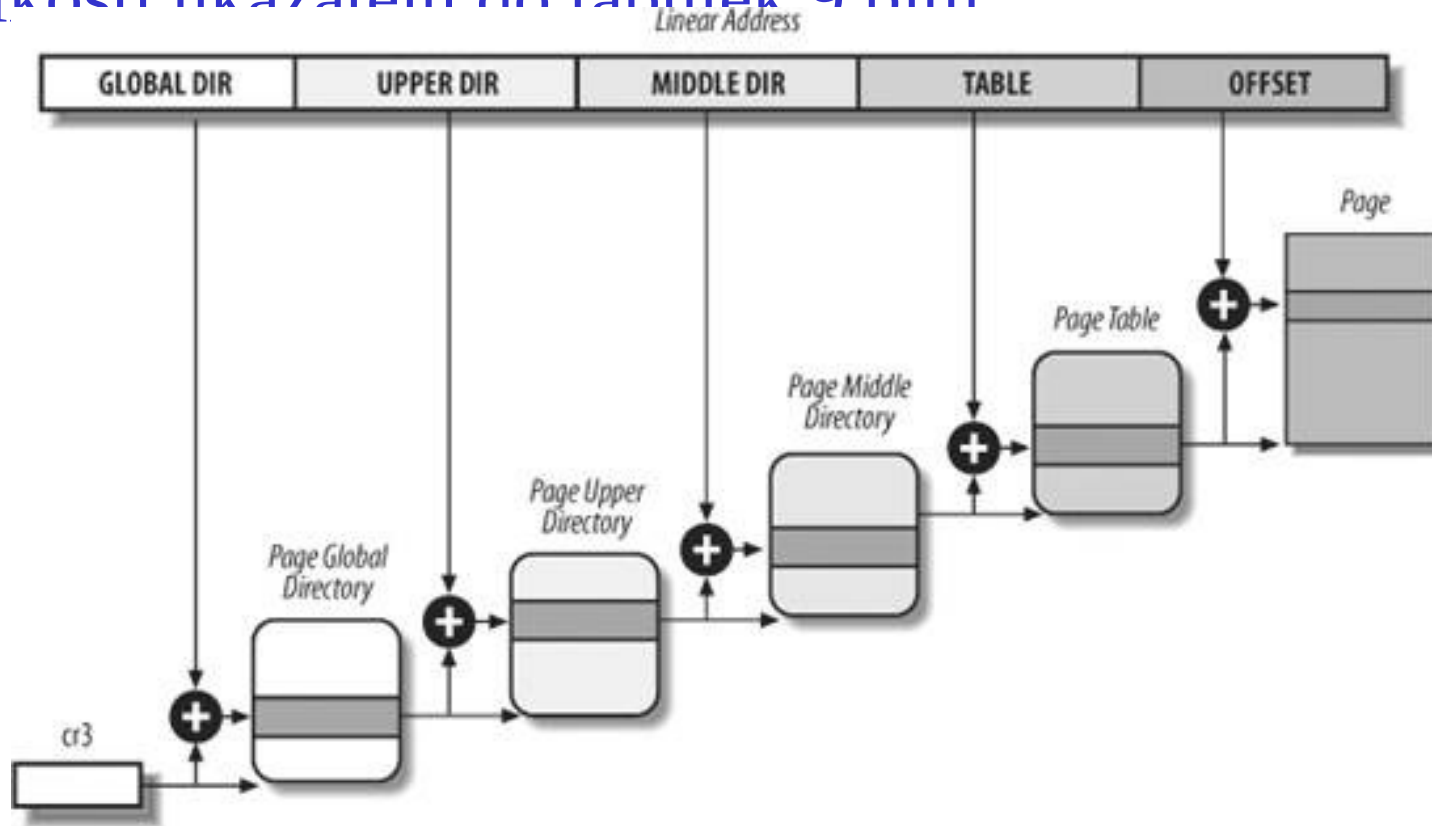 Linear Address
GLOBAL DIR UPPER DIR MIDDLE DIR TABLE OFFSET
Page
Page Table
Page Middle
Directory
Page Upper
Directory
Page Global
Directory
cr3